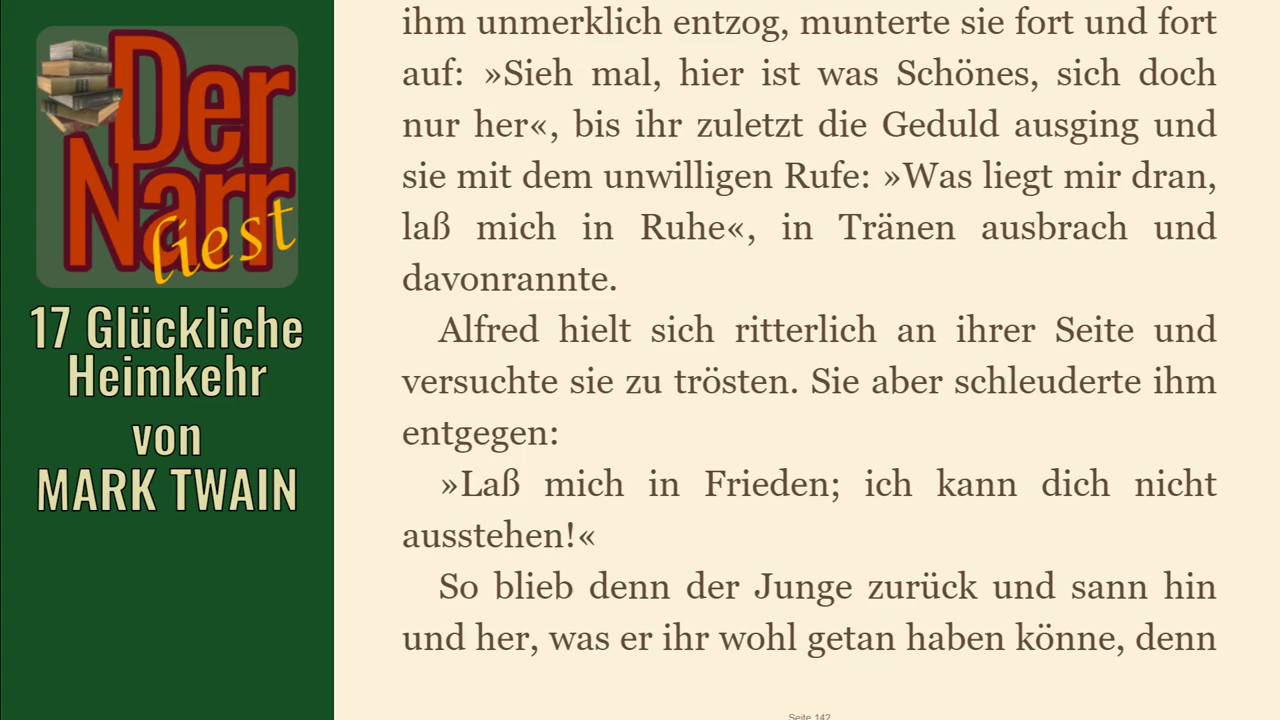 Der
Narr
liest
17 Glückliche
Heimkehr
von
MARK TWAIN
ihm unmerklich entzog, munterte sie fort und fort
auf: »Sieh mal, hier ist was Schönes, sich doch
nur her«, bis ihr zuletzt die Geduld ausging und
sie mit dem unwilligen Rufe: »Was liegt mir dran,
laß mich in Ruhe«, in Tränen ausbrach und
davonrannte.
Alfred hielt sich ritterlich an ihrer Seite und
versuchte sie zu trösten. Sie aber schleuderte ihm
entgegen:
»Laß mich in Frieden; ich kann dich nicht
ausstehen!«
So blieb denn der Junge zurück und sann hin
und her, was er ihr wohl getan haben könne, denn
Seite 142